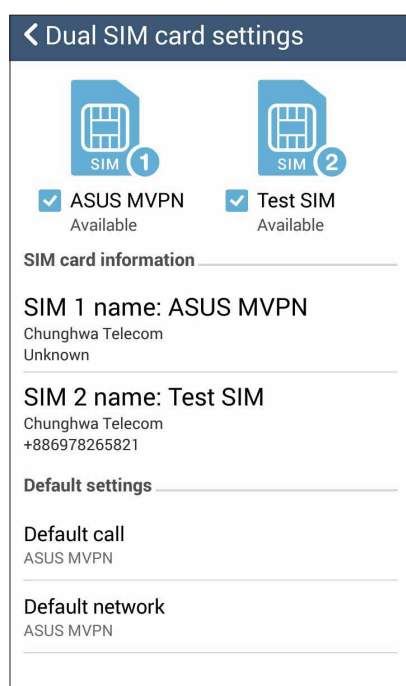 Dual SIM card settings
SIM 1
SIM 2
ASUS MVPN
Test SIM
Available
Available
SIM card information
SIM 1 name: ASUS MVPN
Chunghwa Telecom
Unknown
SIM 2 name: Test SIM
Chunghwa Telecom
+886978265821
Default settings
Default call
ASUS MVPN
Default network
ASUS MVPN